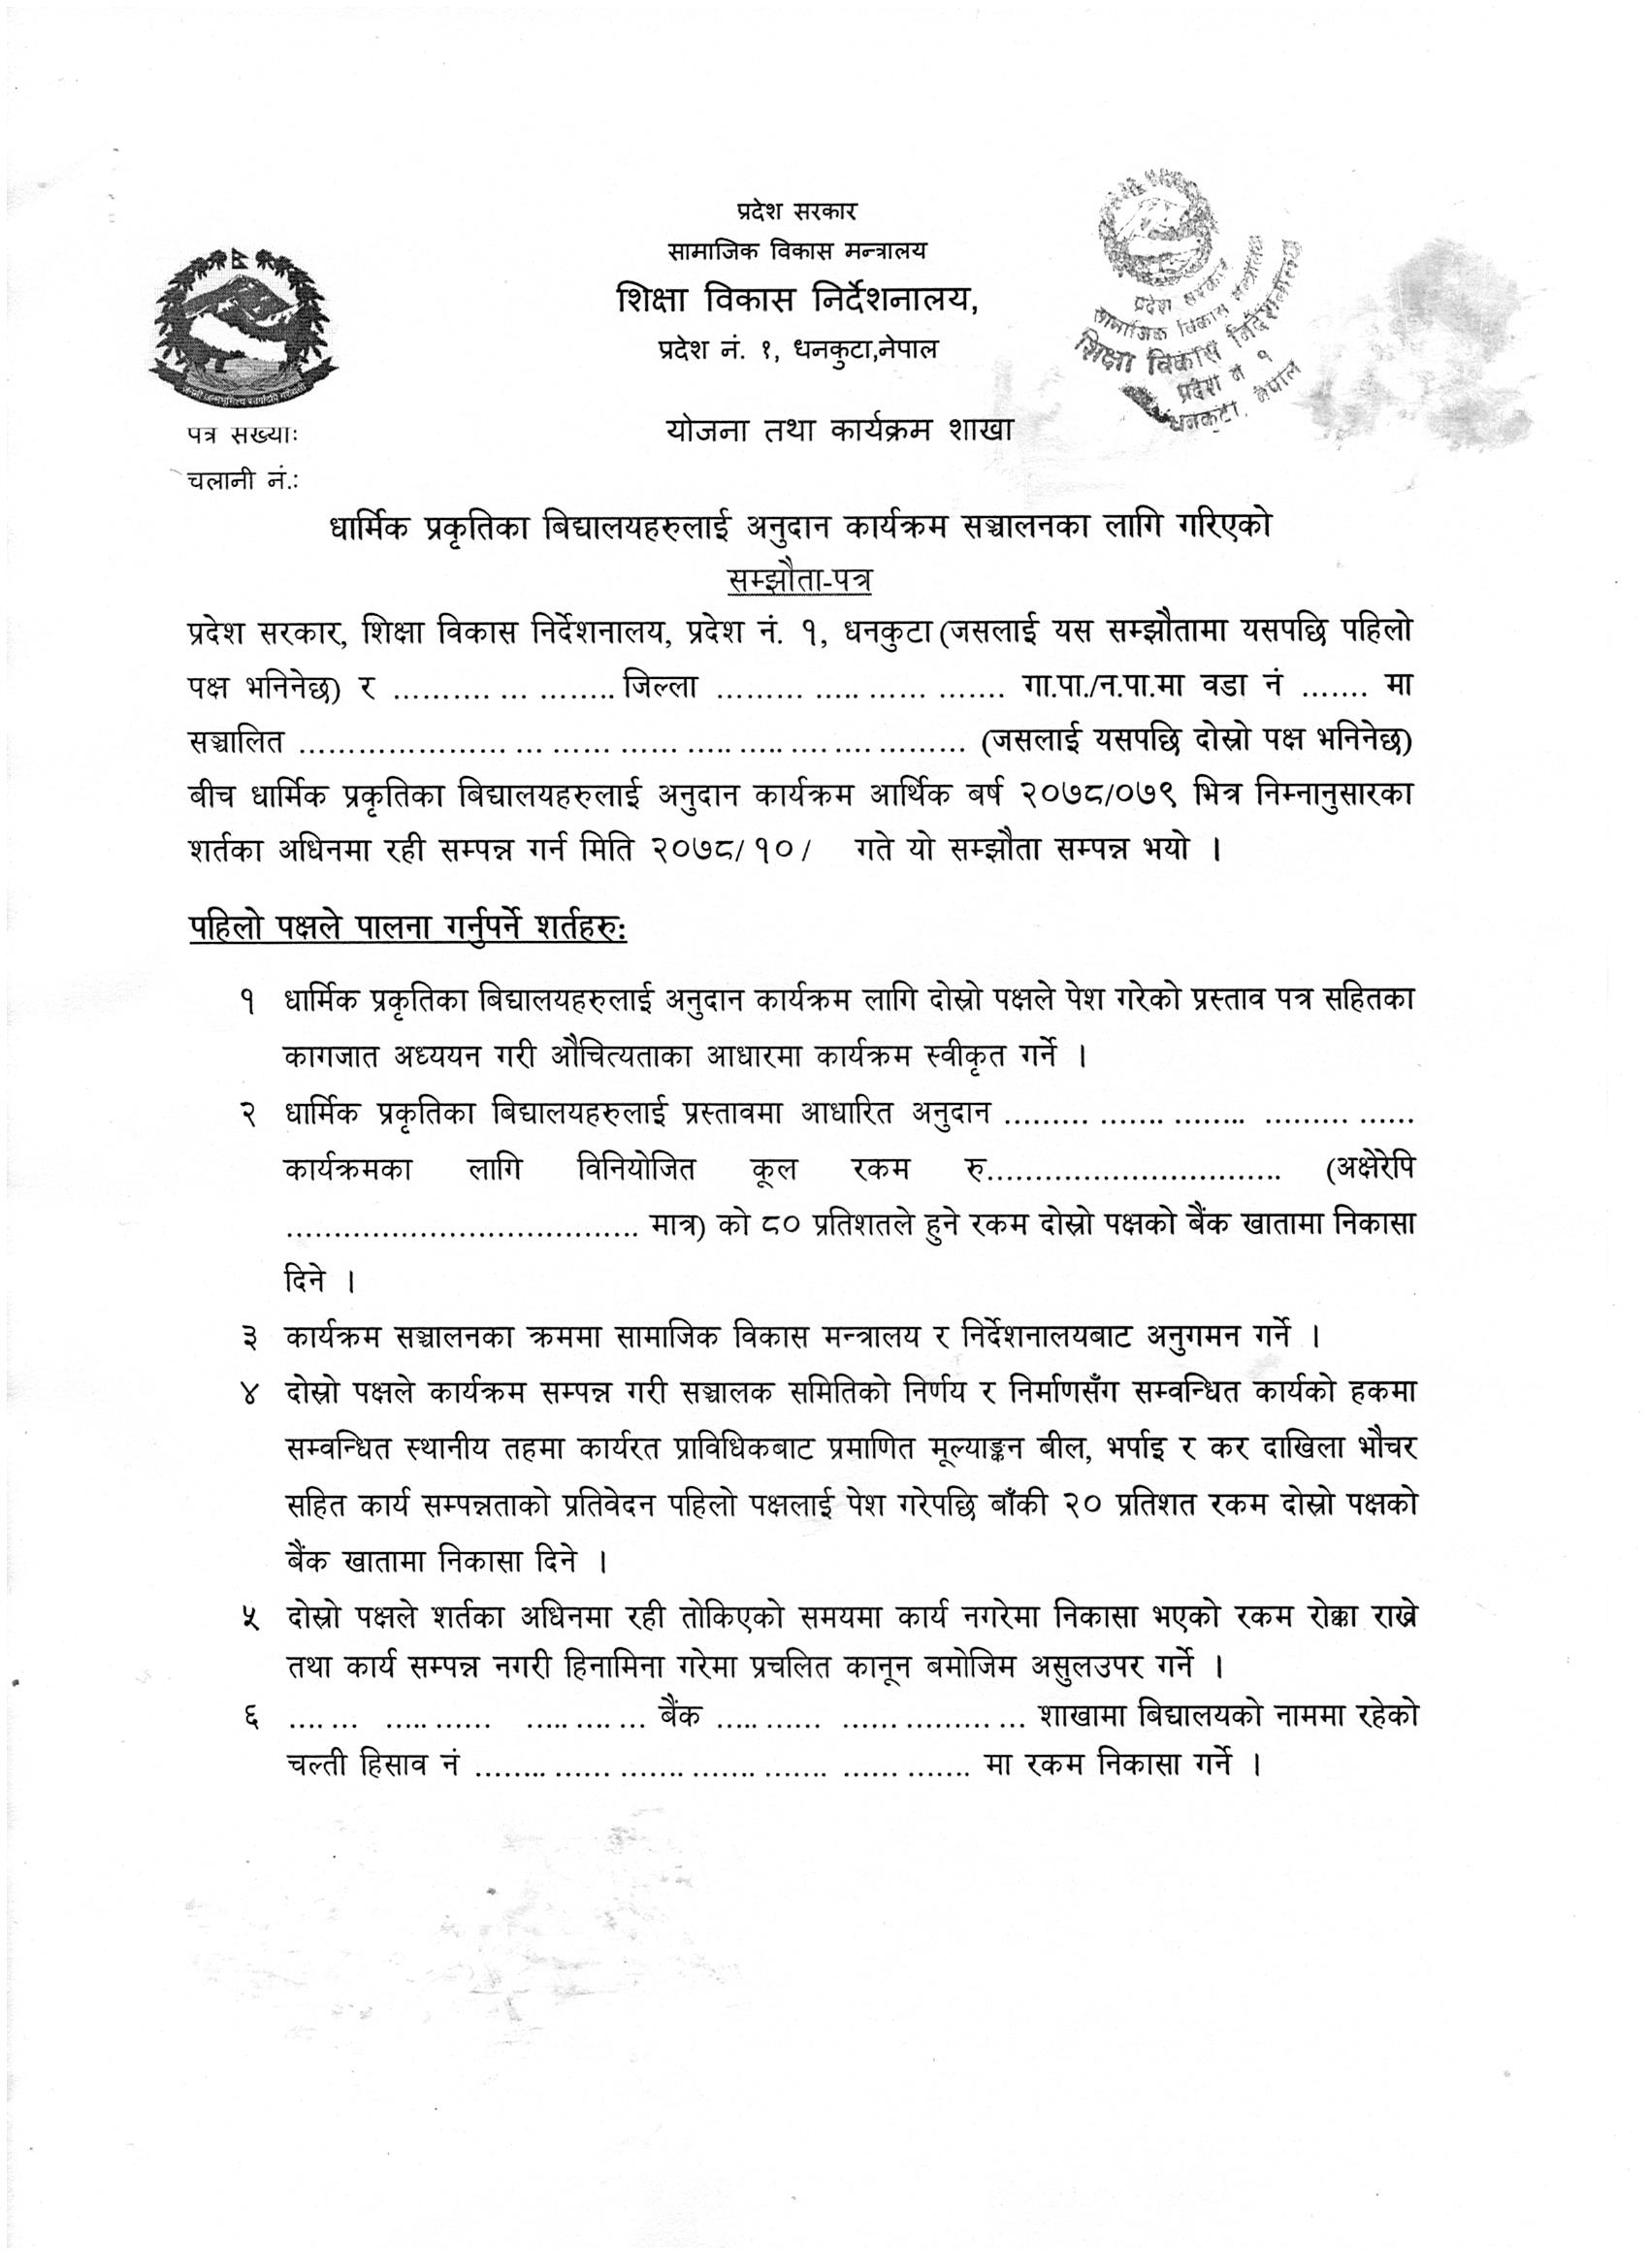 प्रदेश सरकार
सामाजिक विकास मन्त्रालय
शिक्षा विकास निर्देशनालय,
प्रदेश नं. १, धनकुटा,नेपाल
प्रदेश सरकार
सामाजिक विकास मन्त्रालय
शिक्षा विकास निर्देशनालय
प्रदेश नं १
धनकुटा, नेपाल
पत्र सख्याः
योजना तथा कार्यक्रम शाखा
चलानी नं.ः
धार्मिक प्रकृतिका बिद्यालयहरुलाई अनुदान कार्यक्रम सञ्चालनका लागि गरिएको
सम्झौता-पत्र
प्रदेश सरकार, शिक्षा विकास निर्देशनालय, प्रदेश नं. १, धनकुटा (जसलाई यस सम्झौतामा यसपछि पहिलो
पक्ष भनिनेछ) र .......... ... ........ जिल्ला ......... ..... ...... ....... गा.पा./न.पा.मा वडा नं ....... मा
सञ्चालित ...................... ... ...... ...... ..... ..... .... .... ......... (जसलाई यसपछि दोस्रो पक्ष भनिनेछ)
बीच धार्मिक प्रकृतिका बिद्यालयहरुलाई अनुदान कार्यक्रम आर्थिक बर्ष २०७८/०७९ भित्र निम्नानुसारका
शर्तका अधिनमा रही सम्पन्न गर्न मिति २०७८/१०/ गते यो सम्झौता सम्पन्न भयो ।
पहिलो पक्षले पालना गर्नुपर्ने शर्तहरुः
१ धार्मिक प्रकृतिका बिद्यालयहरुलाई अनुदान कार्यक्रम लागि दोस्रो पक्षले पेश गरेको प्रस्ताव पत्र सहितका
कागजात अध्ययन गरी औचित्यताका आधारमा कार्यक्रम स्वीकृत गर्ने ।
२ धार्मिक प्रकृतिका बिद्यालयहरुलाई प्रस्तावमा आधारित अनुदान ......... ....... ........ ......... ......
कार्यक्रमका लागि विनियोजित कूल रकम रु............................... (अक्षेरेपि
..................................... मात्र) को ८० प्रतिशतले हुने रकम दोस्रो पक्षको बैंक खातामा निकासा
दिने ।
३ कार्यक्रम सञ्चालनका क्रममा सामाजिक विकास मन्त्रालय र निर्देशनालयबाट अनुगमन गर्ने ।
४ दोस्रो पक्षले कार्यक्रम सम्पन्न गरी सञ्चालक समितिको निर्णय र निर्माणसँग सम्वन्धित कार्यको हकमा
सम्वन्धित स्थानीय तहमा कार्यरत प्राविधिकबाट प्रमाणित मूल्याङ्कन बील, भर्पाइ र कर दाखिला भौचर
सहित कार्य सम्पन्नताको प्रतिवेदन पहिलो पक्षलाई पेश गरेपछि बाँकी २० प्रतिशत रकम दोस्रो पक्षको
बैंक खातामा निकासा दिने ।
५ दोस्रो पक्षले शर्तका अधिनमा रही तोकिएको समयमा कार्य नगरेमा निकासा भएको रकम रोक्का राख्ने
तथा कार्य सम्पन्न नगरी हिनामिना गरेमा प्रचलित कानून बमोजिम असुलउपर गर्ने ।
६ .... ... ..... ...... ..... .... ... बैंक ..... ...... ...... ......... ... शाखामा बिद्यालयको नाममा रहेको
चल्ती हिसाव नं ........ ...... ....... ....... ....... ...... ....... मा रकम निकासा गर्ने ।